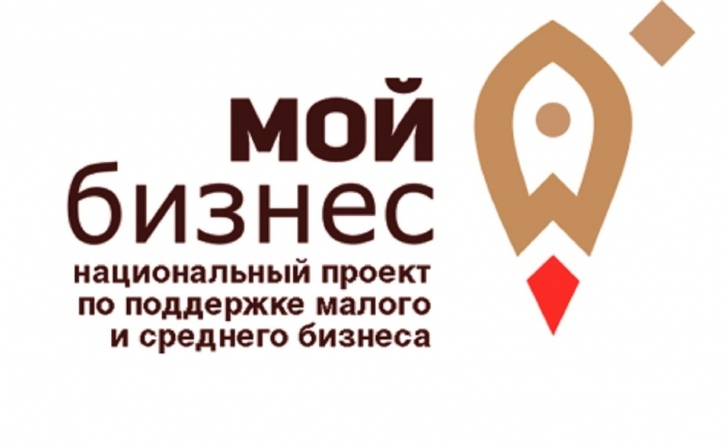 мой
бизнес
национальный проект
по поддержке малого
и среднего бизнеса